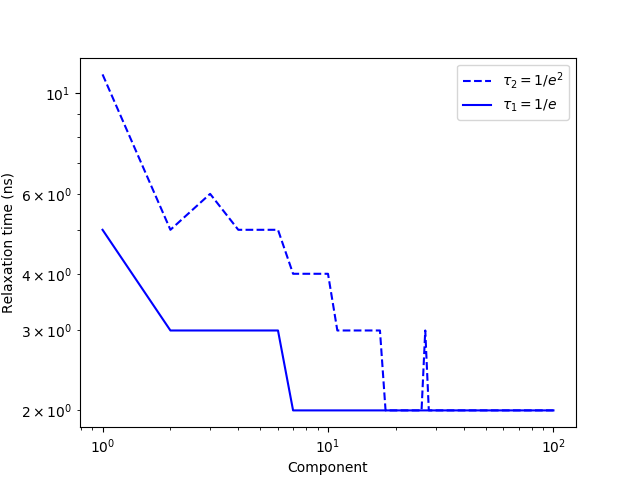 τ₂ = 1/e²
τ₁ = 1/e
10¹
6 × 10⁰
4 × 10⁰
3 × 10⁰
2 × 10⁰
Relaxation time (ns)
10⁰
10¹
10²
Component